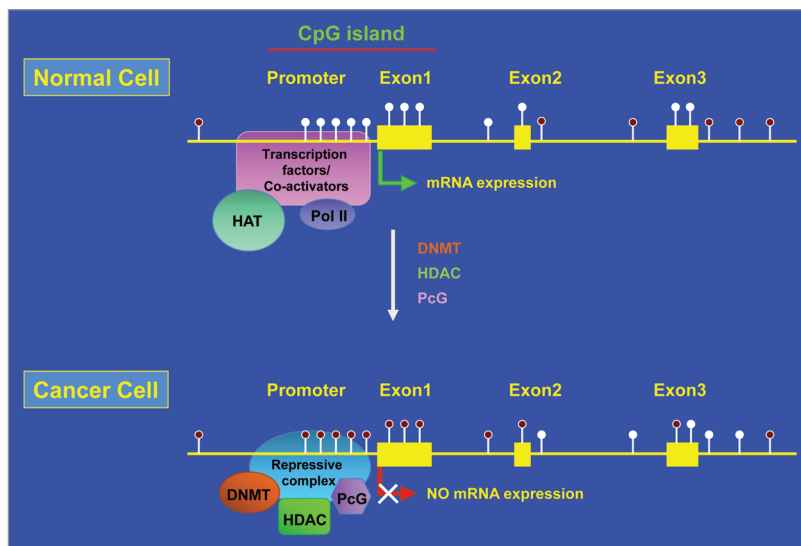 CpG island
Normal Cell
Promoter
Exon1
Exon2
Exon3
Transcription
factors/
Co-activators
HAT
Pol II
mRNA expression
DNMT
HDAC
PcG
Cancer Cell
Promoter
Exon1
Exon2
Exon3
Repressive
complex
DNMT
PcG
HDAC
NO mRNA expression